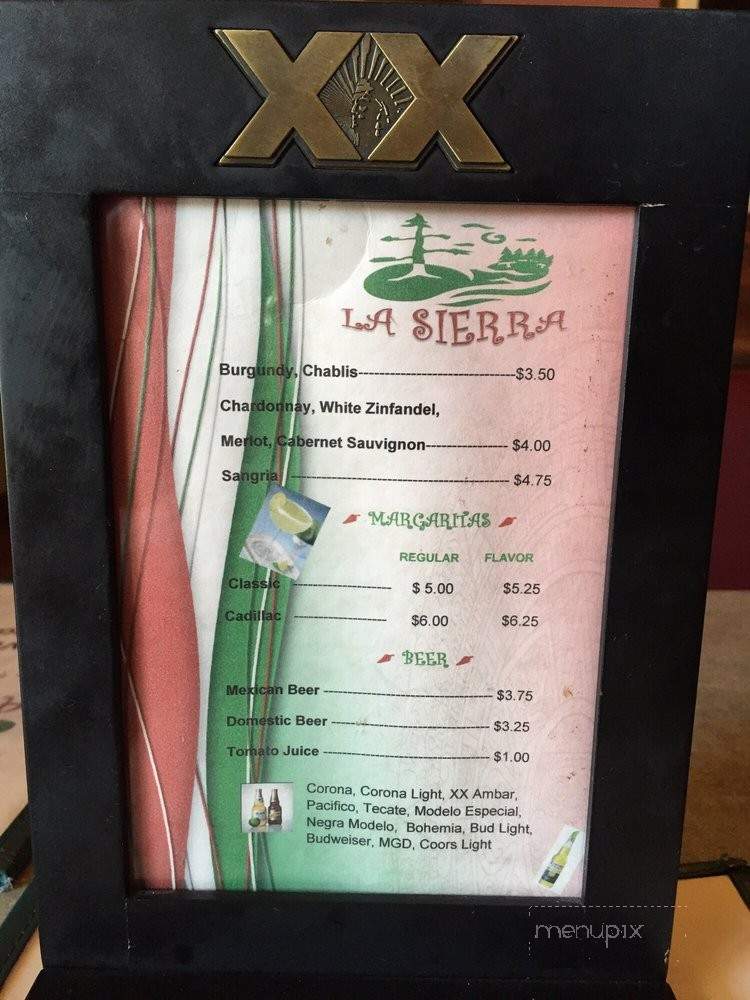 XX
LA SIERRA
Burgundy, Chablis---------------------------------$3.50
Chardonnay, White Zinfandel,
Merlot, Cabernet Sauvignon----------------- $4.00
Sangria --------------------------------------------- $4.75
MARGARITAS
REGULAR FLAVOR
Classic -------------------- $ 5.00 $5.25
Cadillac ------------------- $6.00 $6.25
BEER
Mexican Beer ----------------------------------- $3.75
Domestic Beer --------------------------------- $3.25
Tomato Juice ----------------------------------- $1.00
Corona, Corona Light, XX Ambar,
Pacifico, Tecate, Modelo Especial,
Negra Modelo, Bohemia, Bud Light,
Budweiser, MGD, Coors Light
menupix